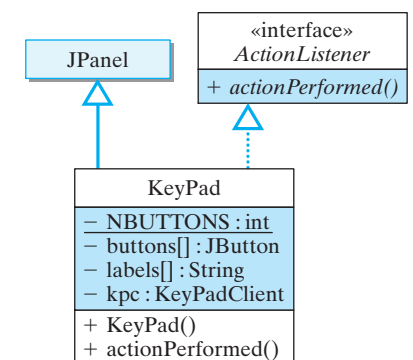 «interface»
ActionListener
JPanel
+ actionPerformed()
KeyPad
− NBUTTONS : int
− buttons[] : JButton
− labels[] : String
− kpc : KeyPadClient
+ KeyPad()
+ actionPerformed()